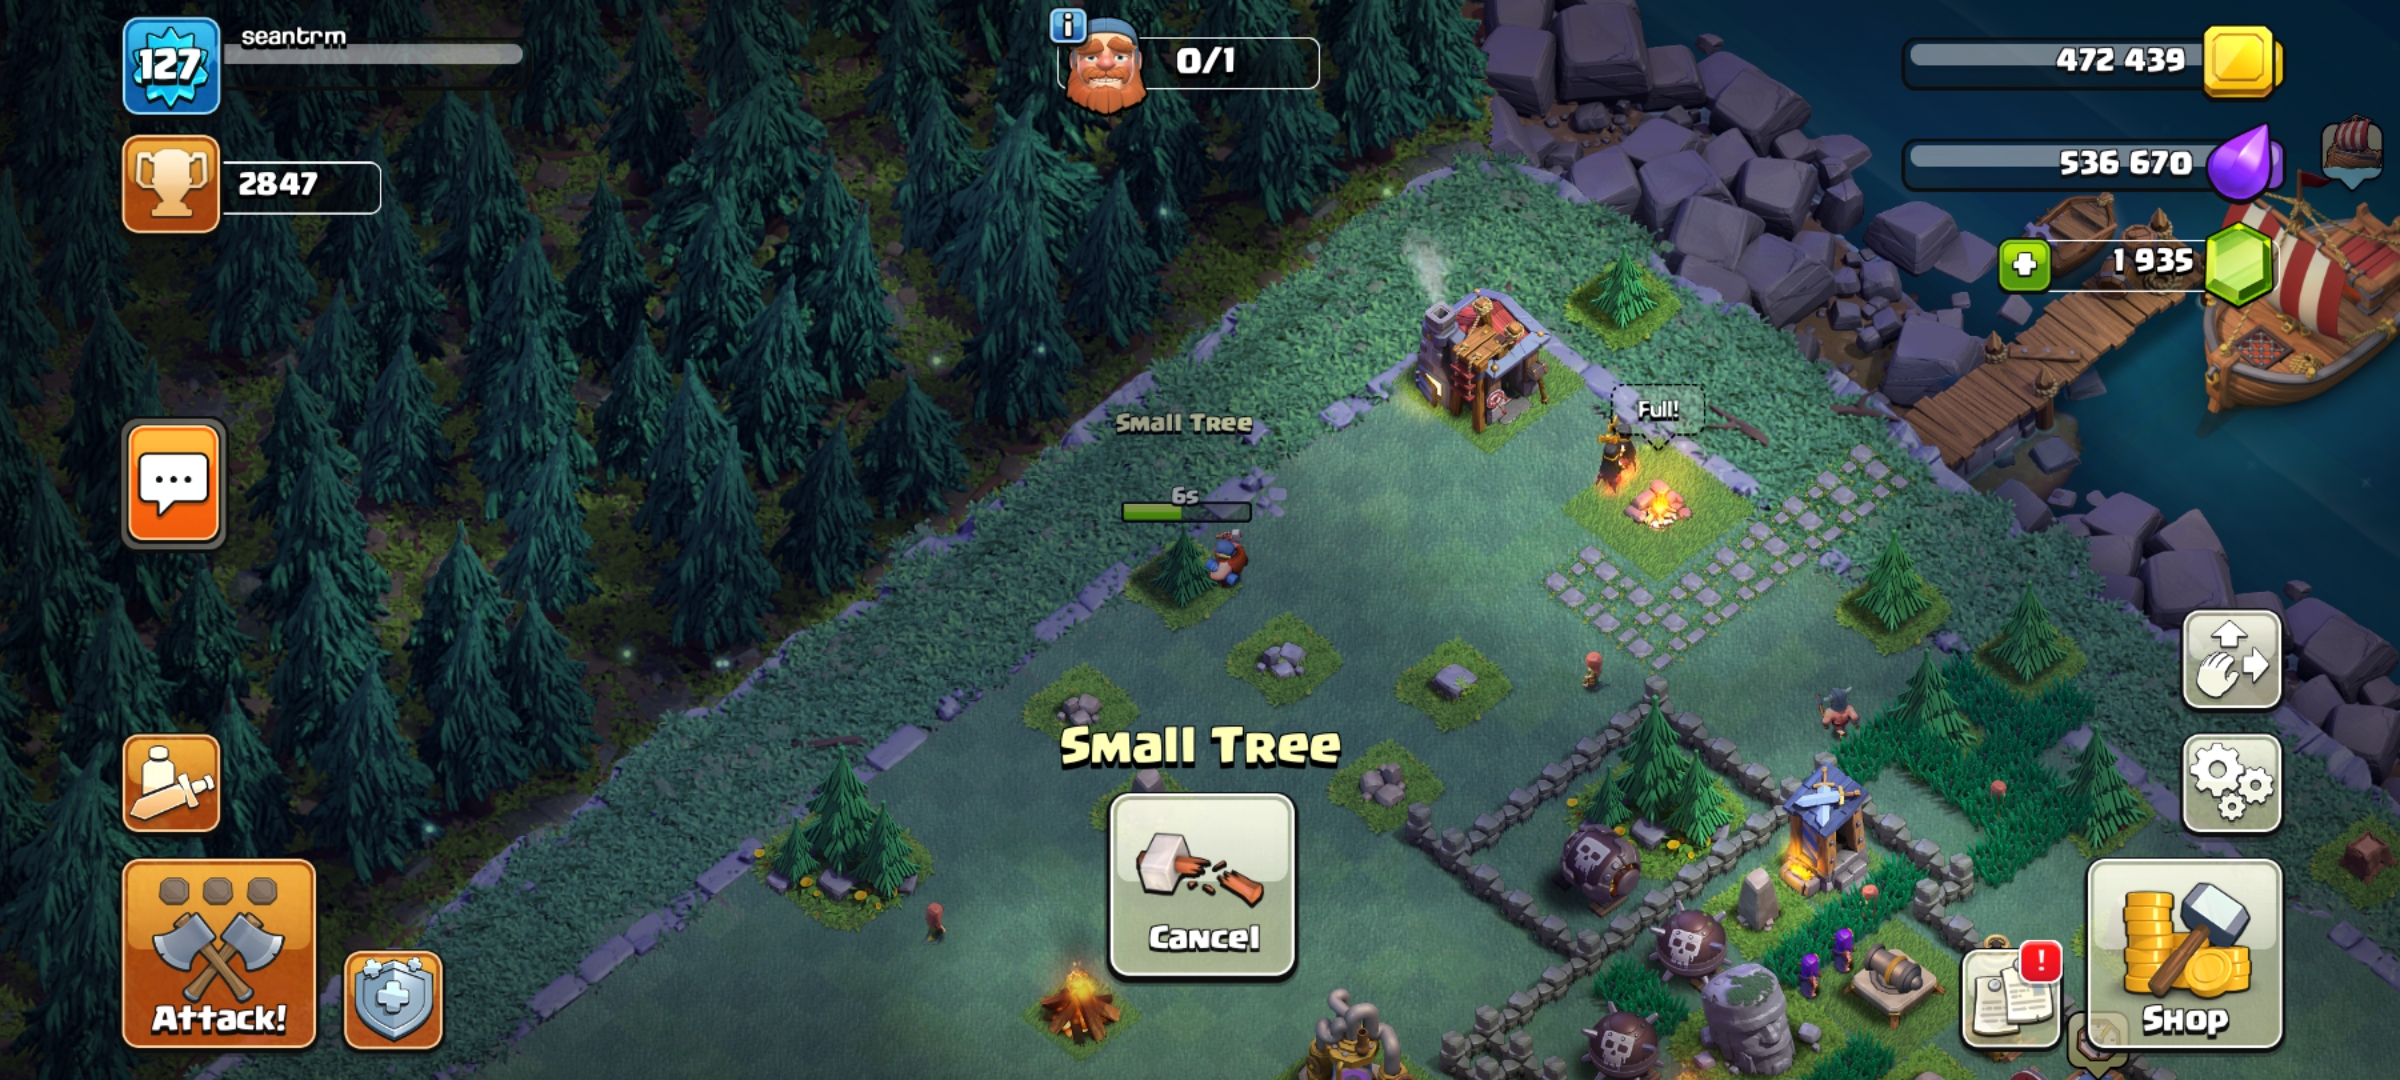 127
seantrm
0/1
472 439
2847
536 670
1 935
Full!
Small Tree
6s
Small Tree
Cancel
Attack!
!
Shop